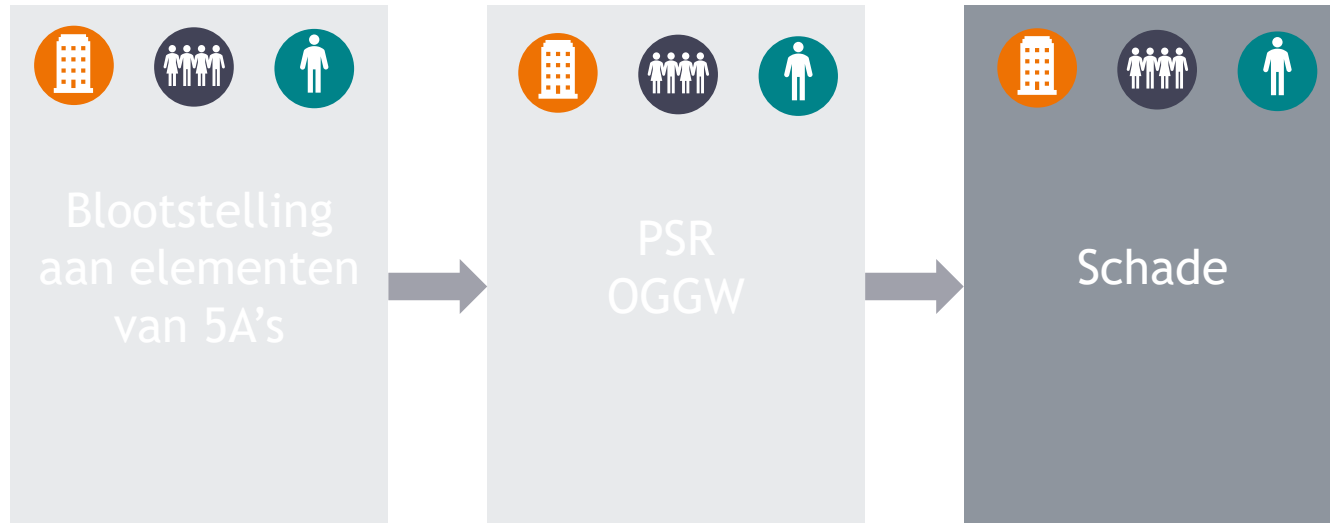 Blootstelling
aan elementen
van 5A’s
PSR
OGGW
Schade